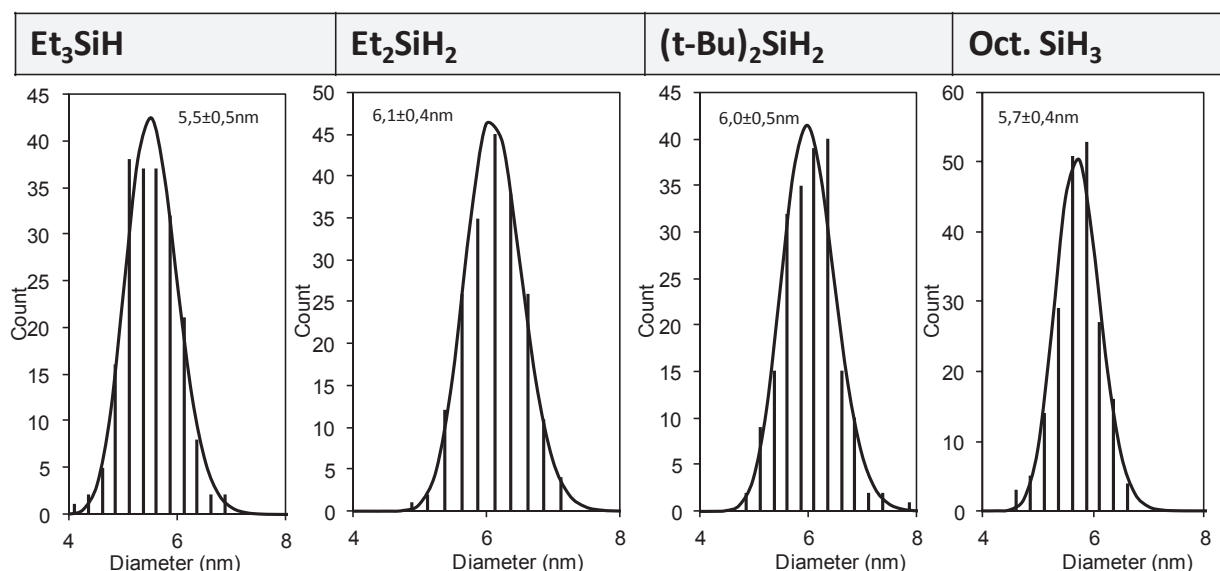 Et₃SiH
Et₂SiH₂
(t-Bu)₂SiH₂
Oct. SiH₃
45
40
35
30
25
20
15
10
5
0
Count
5,5±0,5nm
4 6 8
Diameter (nm)
50
45
40
35
30
25
20
15
10
5
0
Count
6,1±0,4nm
4 6 8
Diameter (nm)
45
40
35
30
25
20
15
10
5
0
Count
6,0±0,5nm
4 6 8
Diameter (nm)
60
50
40
30
20
10
0
Count
5,7±0,4nm
4 6 8
Diameter (nm)